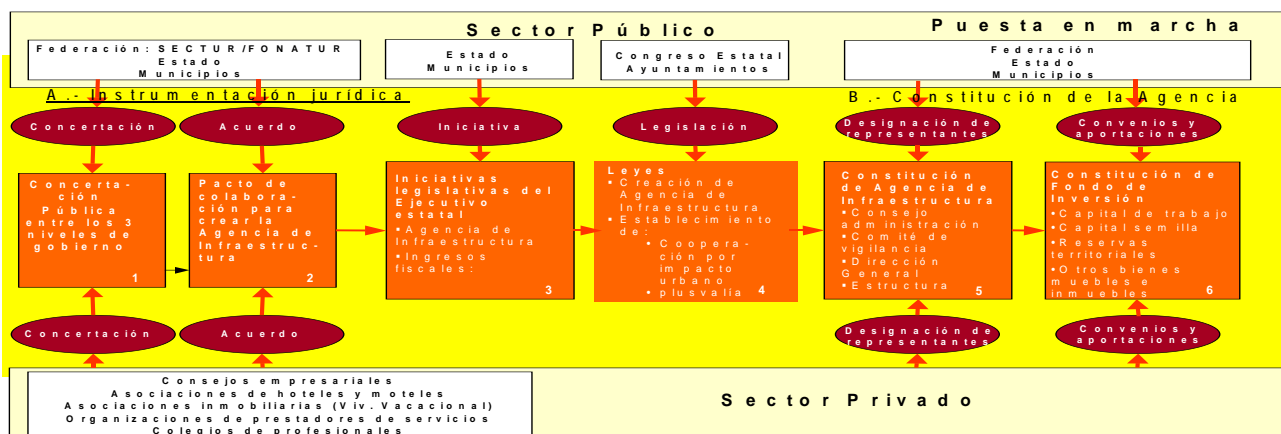 Sector Público
Puesta en marcha
Federación: SECTUR/FONATUR
Estado
Municipios
Estado
Municipios
Congreso Estatal
Ayuntamientos
Federación
Estado
Municipios
A.- Instrumentación jurídica
B.- Constitución de la Agencia
Concertación
Acuerdo
Iniciativa
Legislación
Designación de
representantes
Convenios y
aportaciones
Concerta-
ción
Pública
entre los 3
niveles de
gobierno
1
Pacto de
colabora-
ción para
crear la
Agencia de
Infraestruc-
tura
2
Iniciativas
legislativas del
Ejecutivo
estatal
•Agencia de
Infraestructura
•Ingresos
fiscales:
3
Leyes
•Creación de
Agencia de
Infraestructura
•Establecimiento
de:
•Coopera-
ción por
impacto
urbano
•plusvalía
4
Constitución
de Agencia de
Infraestructura
•Consejo
administración
•Comité de
vigilancia
•Dirección
General
•Estructura
5
Constitución de
Fondo de
Inversión
•Capital de trabajo
•Capital semilla
•Reservas
territoriales
•Otros bienes
muebles e
inmuebles
6
Concertación
Acuerdo
Designación de
representantes
Convenios y
aportaciones
Consejos empresariales
Asociaciones de hoteles y moteles
Asociaciones inmobiliarias (Viv. Vacacional)
Organizaciones de prestadores de servicios
Colegios de profesionales
Sector Privado